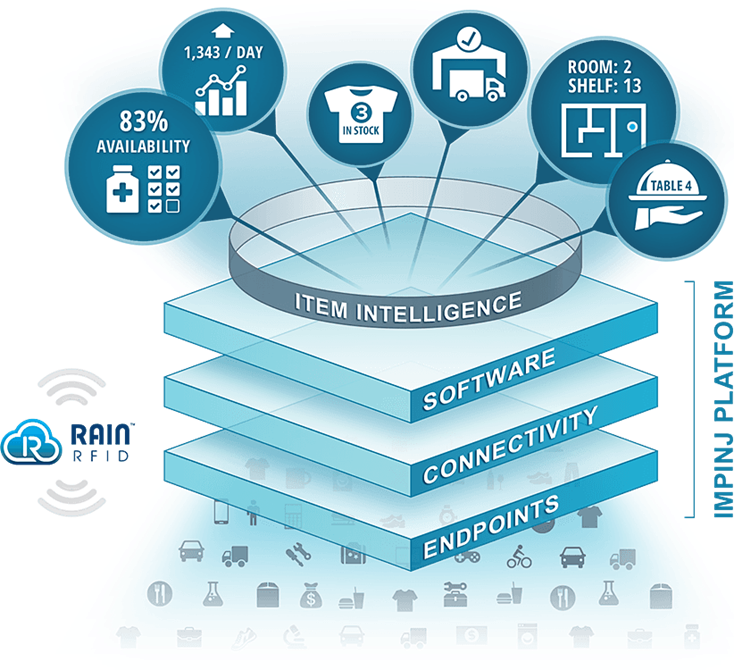 1,343 / DAY
83%
AVAILABILITY
3
IN STOCK
ROOM: 2
SHELF: 13
TABLE 4
ITEM INTELLIGENCE
SOFTWARE
CONNECTIVITY
ENDPOINTS
IMPINJ PLATFORM
R
RAIN™
RFID